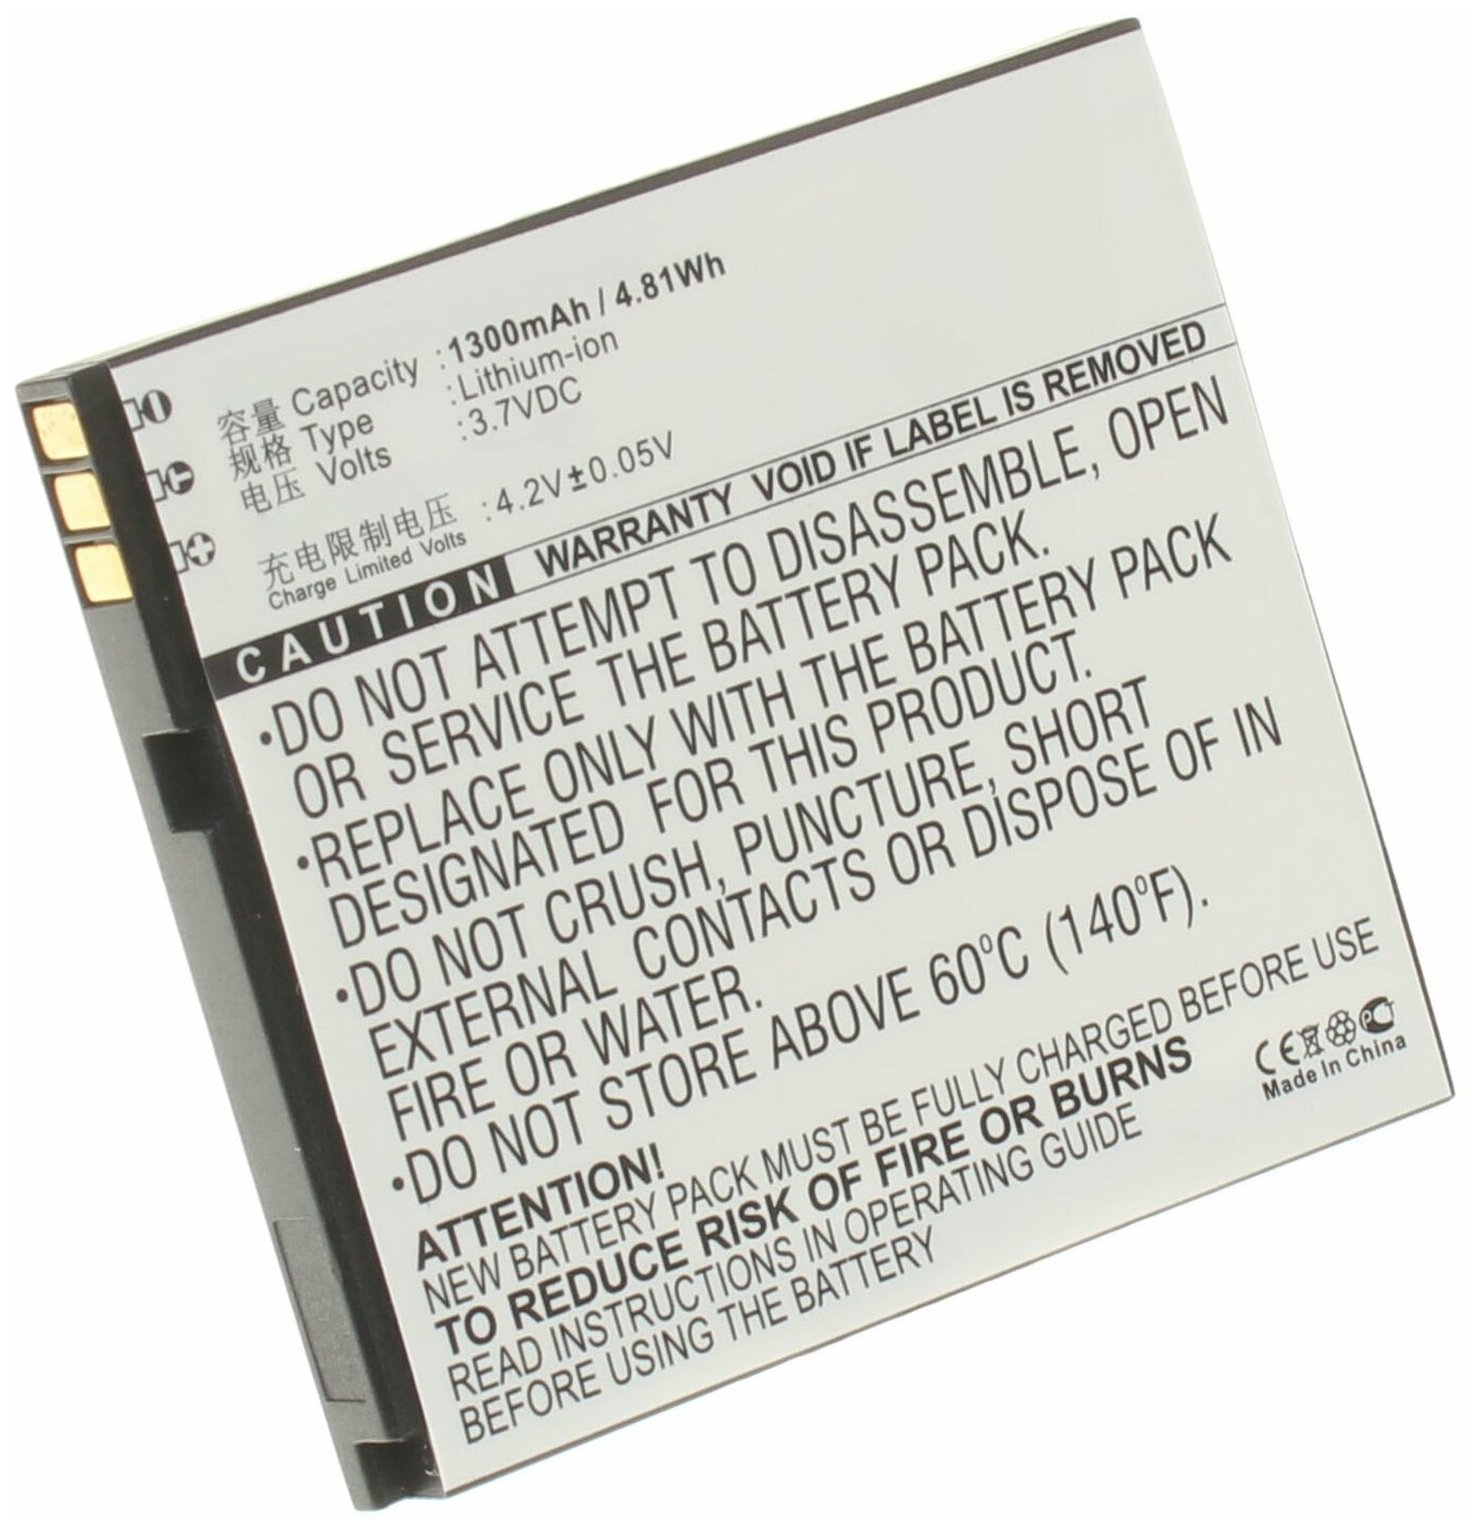 容量 Capacity :1300mAh / 4.81Wh
规格 Type :Lithium-ion
电压 Volts :3.7VDC
充电限制电压 :4.2V±0.05V
Charge Limited Volts
CAUTION WARRANTY VOID IF LABEL IS REMOVED
•DO NOT ATTEMPT TO DISASSEMBLE, OPEN
OR SERVICE THE BATTERY PACK.
•REPLACE ONLY WITH THE BATTERY PACK
DESIGNATED FOR THIS PRODUCT.
•DO NOT CRUSH, PUNCTURE, SHORT
EXTERNAL CONTACTS OR DISPOSE OF IN
FIRE OR WATER.
•DO NOT STORE ABOVE 60°C (140°F).
ATTENTION!
NEW BATTERY PACK MUST BE FULLY CHARGED BEFORE USE
TO REDUCE RISK OF FIRE OR BURNS
READ INSTRUCTIONS IN OPERATING GUIDE
BEFORE USING THE BATTERY
CE
Made In China